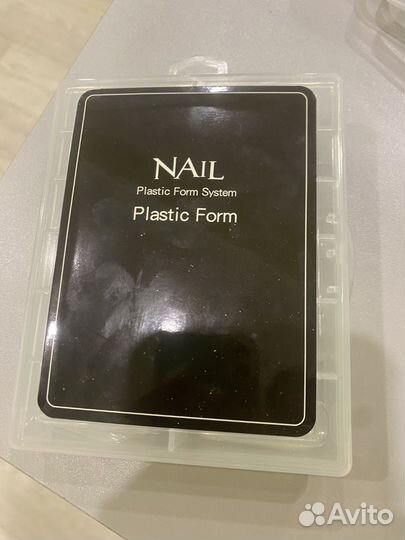 NAIL
Plastic Form System
Plastic Form
Avito